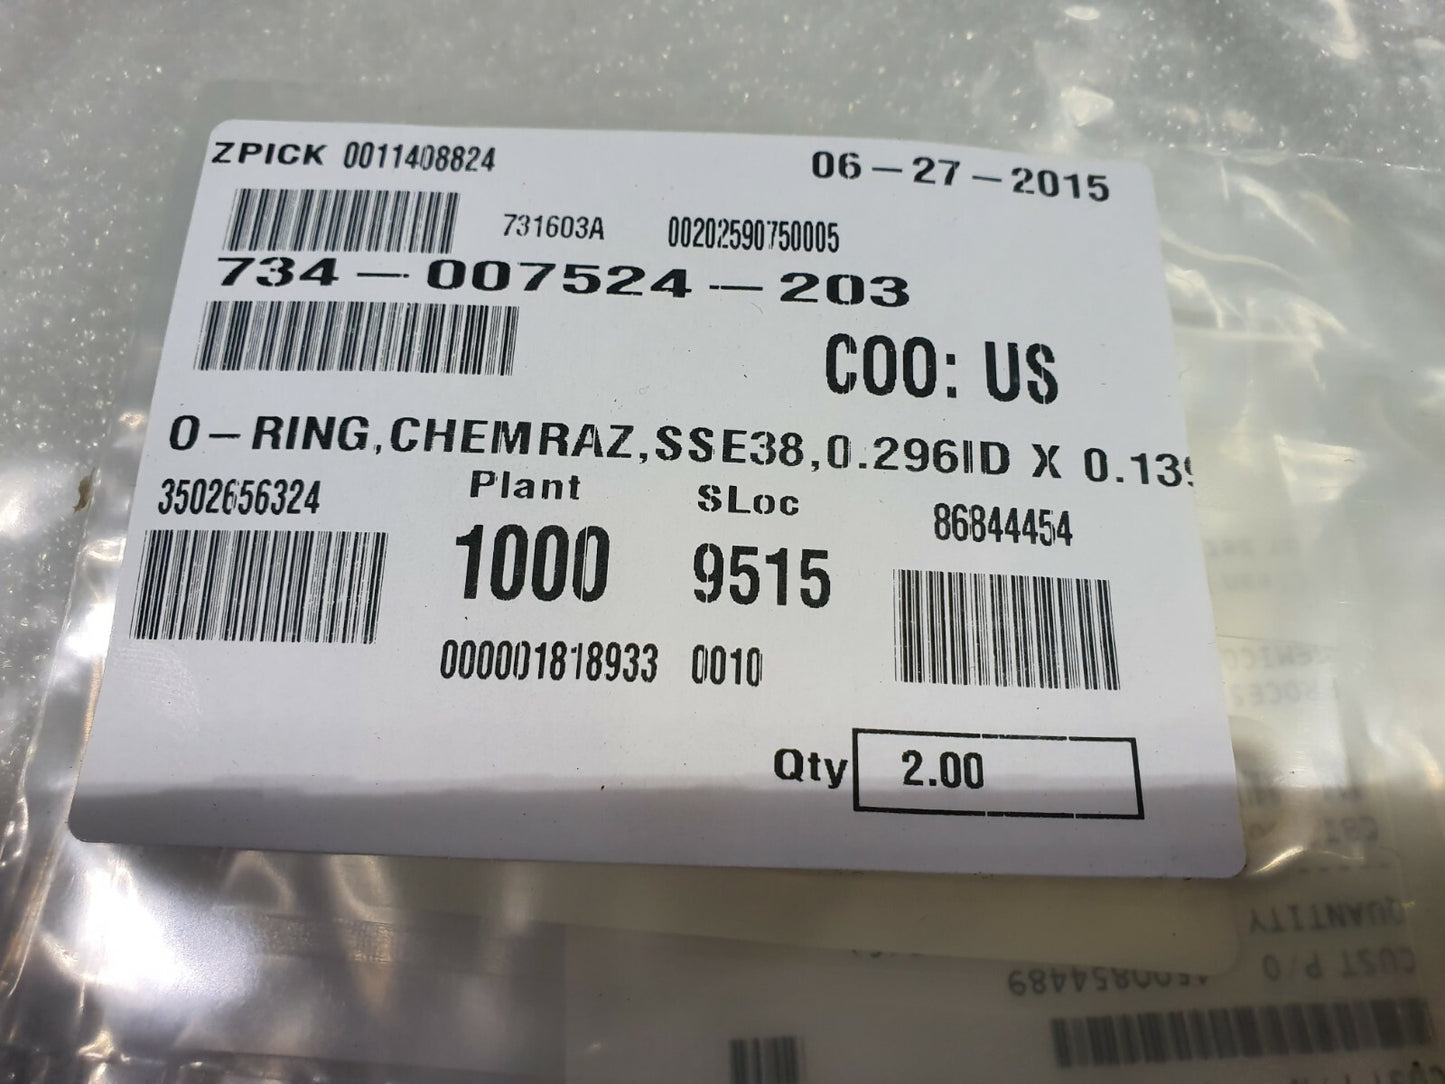 ZPICK 0011408824 06-27-2015
731603A 00202590750005
734-007524-203
COO: US
O-RING,CHEMRAZ,SSE38,0.296ID X 0.139
3502656324 Plant SLoc 86844454
1000 9515
000001818933 0010
Qty 2.00
QUANTITY
CUST P/O 4500854489